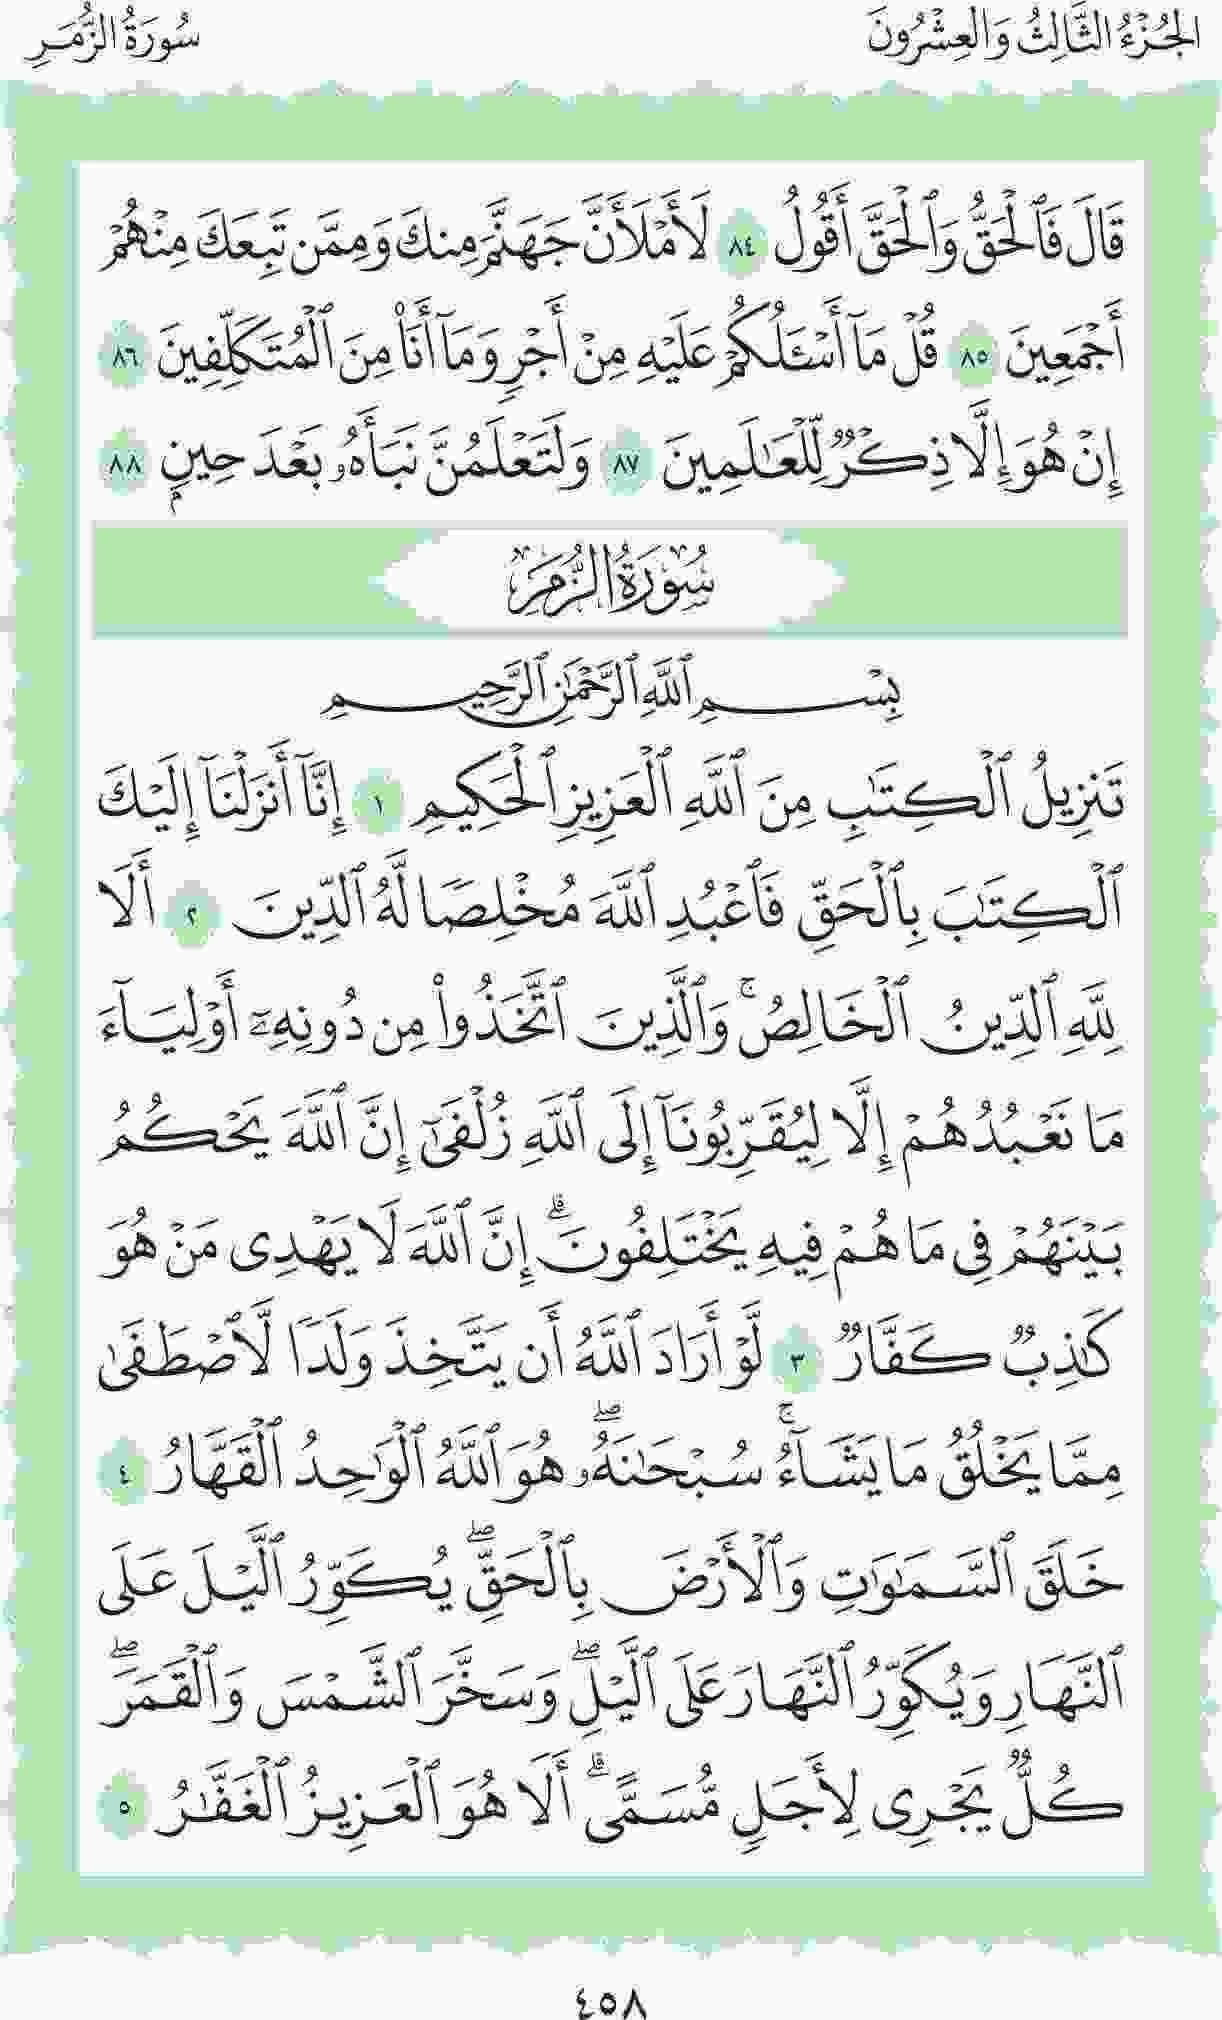 الجُزْءُ الثَّالِثُ وَالعِشْرُونَ سُورَةُ الزُّمَرِ
قَالَ فَٱلْحَقُّ وَٱلْحَقَّ أَقُولُ ٨٤ لَأَمْلَأَنَّ جَهَنَّمَ مِنكَ وَمِمَّن تَبِعَكَ مِنْهُمْ
أَجْمَعِينَ ٨٥ قُلْ مَآ أَسْـَٔلُكُمْ عَلَيْهِ مِنْ أَجْرٍ وَمَآ أَنَا۠ مِنَ ٱلْمُتَكَلِّفِينَ ٨٦
إِنْ هُوَ إِلَّا ذِكْرٌ لِّلْعَـٰلَمِينَ ٨٧ وَلَتَعْلَمُنَّ نَبَأَهُۥ بَعْدَ حِينٍۭ ٨٨
سُورَةُ الزُّمَرِ
بِسْمِ ٱللَّهِ ٱلرَّحْمَـٰنِ ٱلرَّحِيمِ
تَنزِيلُ ٱلْكِتَـٰبِ مِنَ ٱللَّهِ ٱلْعَزِيزِ ٱلْحَكِيمِ ١ إِنَّآ أَنزَلْنَآ إِلَيْكَ
ٱلْكِتَـٰبَ بِٱلْحَقِّ فَٱعْبُدِ ٱللَّهَ مُخْلِصًا لَّهُ ٱلدِّينَ ٢ أَلَا
لِلَّهِ ٱلدِّينُ ٱلْخَالِصُ ۚ وَٱلَّذِينَ ٱتَّخَذُوا۟ مِن دُونِهِۦٓ أَوْلِيَآءَ
مَا نَعْبُدُهُمْ إِلَّا لِيُقَرِّبُونَآ إِلَى ٱللَّهِ زُلْفَىٰٓ إِنَّ ٱللَّهَ يَحْكُمُ
بَيْنَهُمْ فِى مَا هُمْ فِيهِ يَخْتَلِفُونَ ۗ إِنَّ ٱللَّهَ لَا يَهْدِى مَنْ هُوَ
كَـٰذِبٌ كَفَّارٌ ٣ لَّوْ أَرَادَ ٱللَّهُ أَن يَتَّخِذَ وَلَدًا لَّٱصْطَفَىٰ
مِمَّا يَخْلُقُ مَا يَشَآءُ ۚ سُبْحَـٰنَهُۥ ۖ هُوَ ٱللَّهُ ٱلْوَٰحِدُ ٱلْقَهَّارُ ٤
خَلَقَ ٱلسَّمَـٰوَٰتِ وَٱلْأَرْضَ بِٱلْحَقِّ ۖ يُكَوِّرُ ٱلَّيْلَ عَلَى
ٱلنَّهَارِ وَيُكَوِّرُ ٱلنَّهَارَ عَلَى ٱلَّيْلِ ۖ وَسَخَّرَ ٱلشَّمْسَ وَٱلْقَمَرَ ۖ
كُلٌّ يَجْرِى لِأَجَلٍ مُّسَمًّى ۗ أَلَا هُوَ ٱلْعَزِيزُ ٱلْغَفَّـٰرُ ٥
٤٥٨